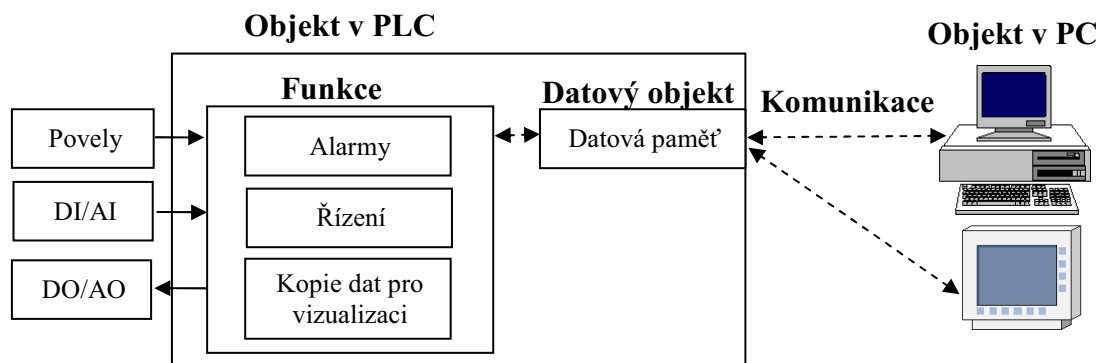 Objekt v PLC
Objekt v PC
Funkce
Datový objekt
Komunikace
Povely
Alarmy
Datová paměť
DI/AI
Řízení
DO/AO
Kopie dat pro
vizualizaci